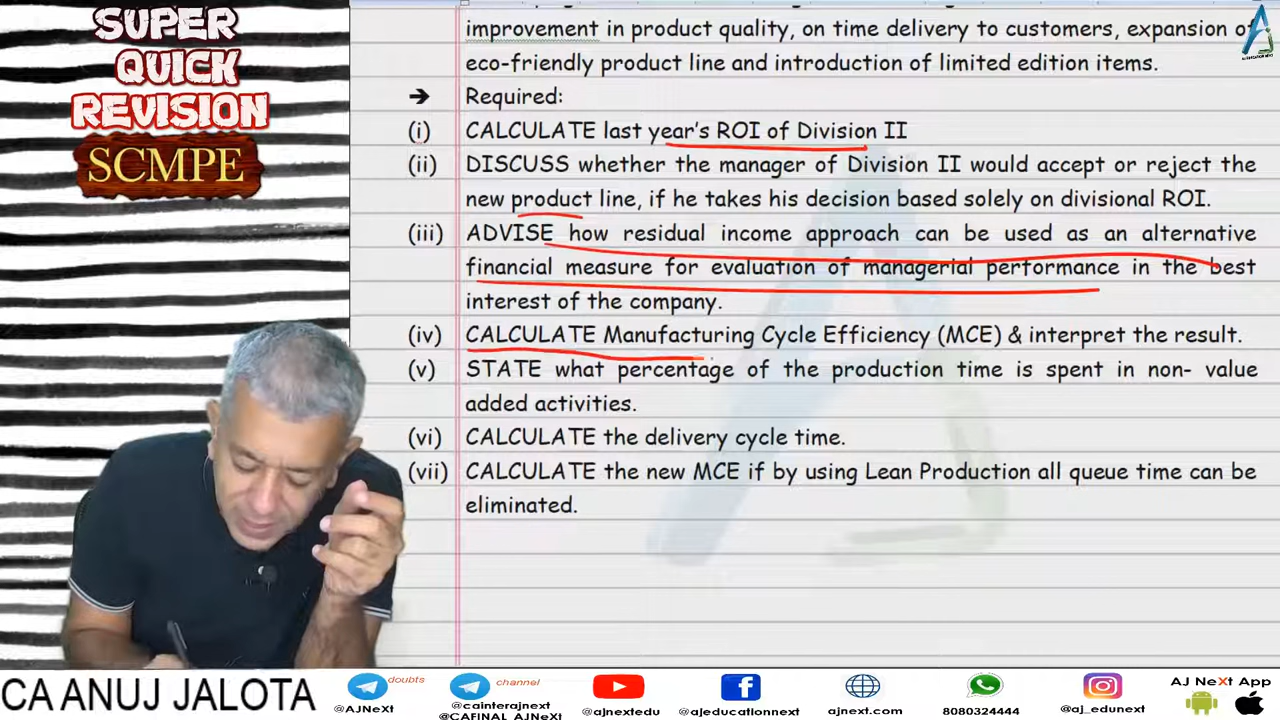 SUPER
QUICK
REVISION
SCMPE
improvement in product quality, on time delivery to customers, expansion of
eco-friendly product line and introduction of limited edition items.
➔ Required:
(i) CALCULATE last year's ROI of Division II
(ii) DISCUSS whether the manager of Division II would accept or reject the
new product line, if he takes his decision based solely on divisional ROI.
(iii) ADVISE how residual income approach can be used as an alternative
financial measure for evaluation of managerial performance in the best
interest of the company.
(iv) CALCULATE Manufacturing Cycle Efficiency (MCE) & interpret the result.
(v) STATE what percentage of the production time is spent in non- value
added activities.
(vi) CALCULATE the delivery cycle time.
(vii) CALCULATE the new MCE if by using Lean Production all queue time can be
eliminated.
CA ANUJ JALOTA
doubts
@AJNeXt
channel
@cainterajnext
@CAFINAL_AJNeXt
@ajnextedu
@ajeducationnext
ajnext.com
8080324444
@aj_edunext
AJ NeXt App